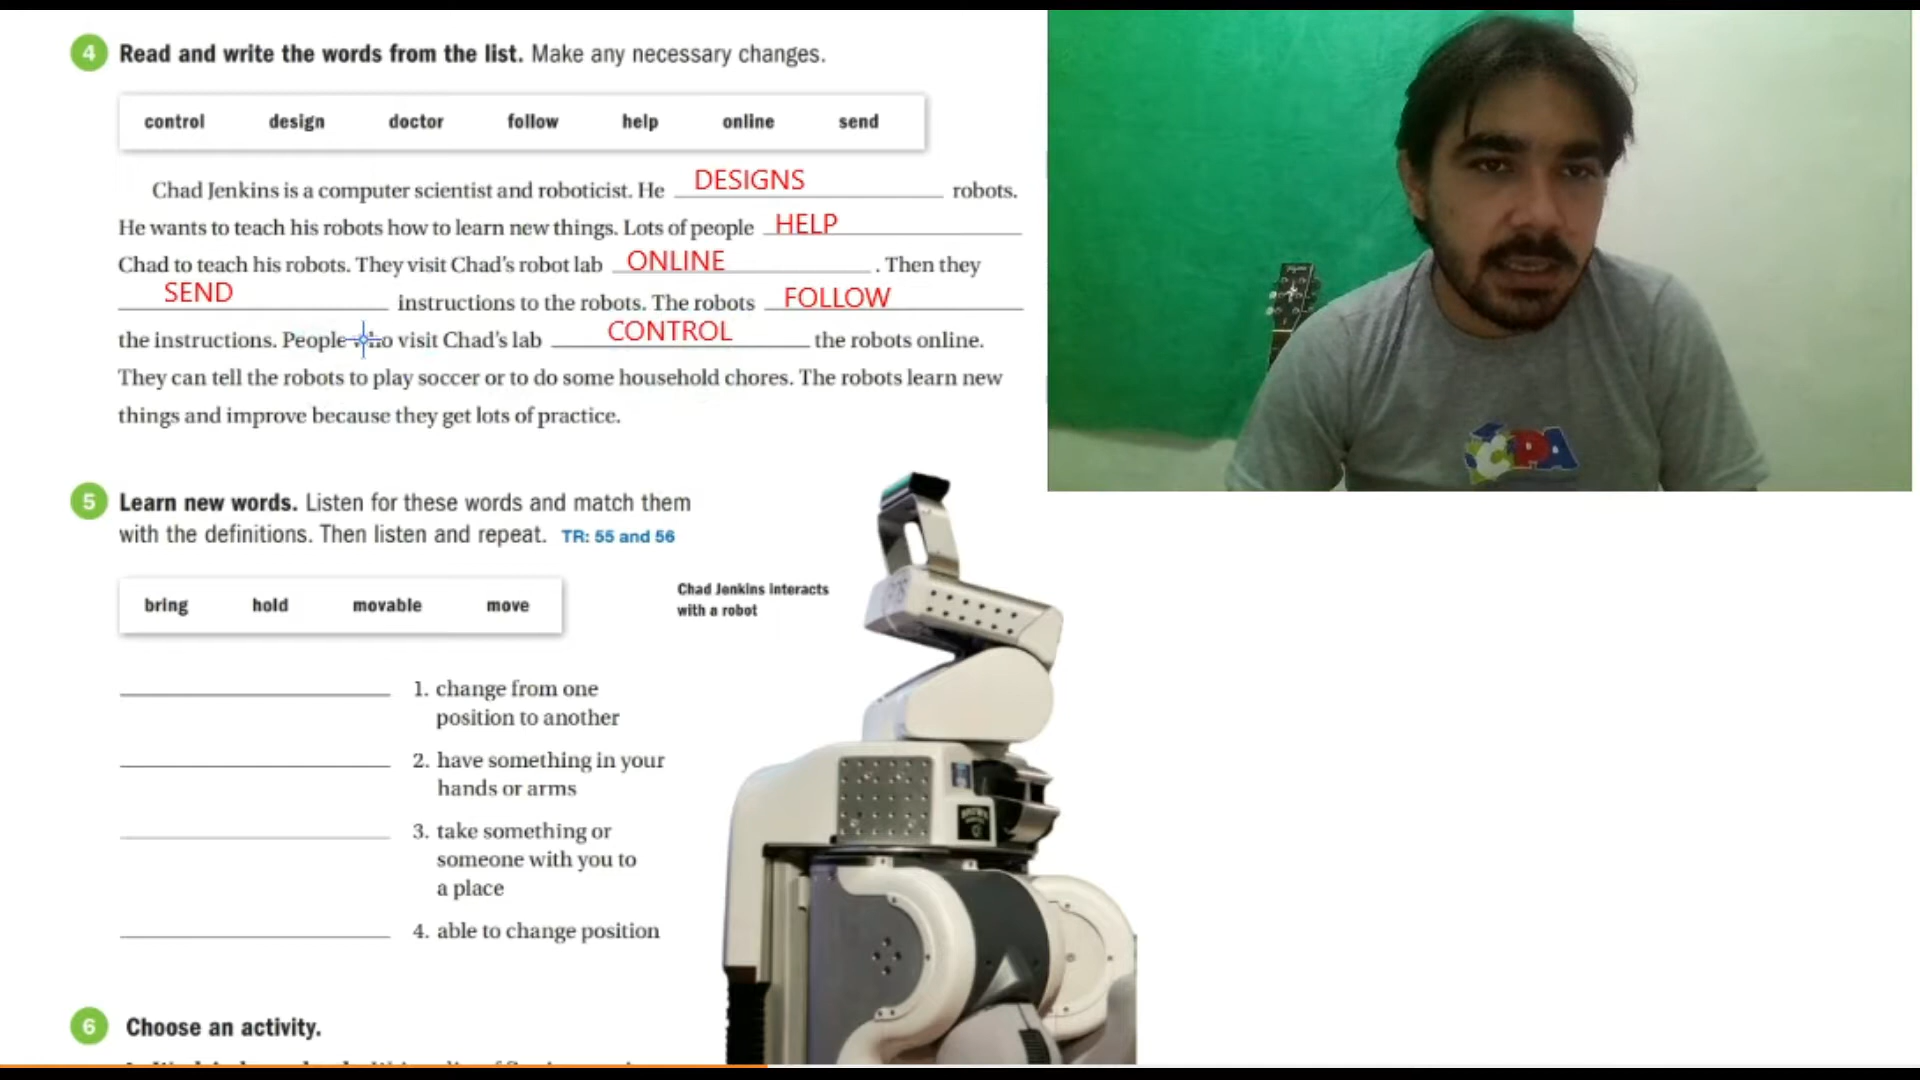 4 Read and write the words from the list. Make any necessary changes.
control design doctor follow help online send
Chad Jenkins is a computer scientist and roboticist. He DESIGNS robots.
He wants to teach his robots how to learn new things. Lots of people HELP
Chad to teach his robots. They visit Chad's robot lab ONLINE . Then they
SEND instructions to the robots. The robots FOLLOW
the instructions. People who visit Chad's lab CONTROL the robots online.
They can tell the robots to play soccer or to do some household chores. The robots learn new
things and improve because they get lots of practice.
5 Learn new words. Listen for these words and match them
with the definitions. Then listen and repeat. TR: 55 and 56
bring hold movable move
Chad Jenkins interacts
with a robot
1. change from one
position to another
2. have something in your
hands or arms
3. take something or
someone with you to
a place
4. able to change position
6 Choose an activity.
CPA